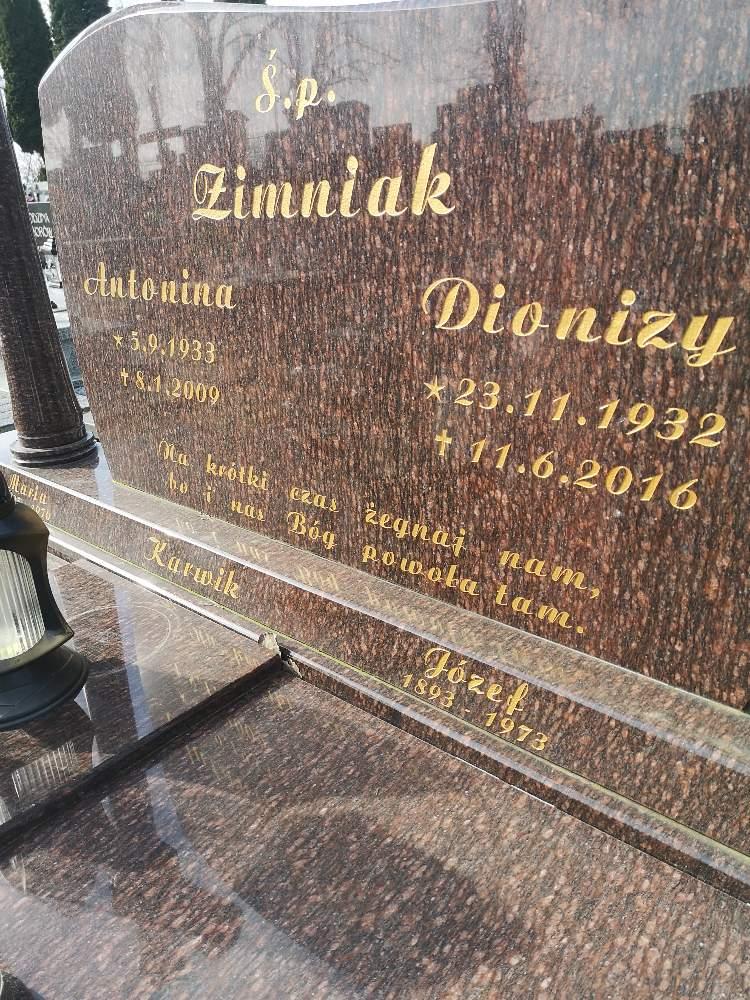 Ś.p.
Zimniak
Antonina
* 5.9.1933
† 8.1.2009
Dionizy
* 23.11.1932
† 11.6.2016
Na krótki czas żegnaj nam,
bo i nas Bóg powoła tam.
Marta
Karwik
Józef
1893 - 1973